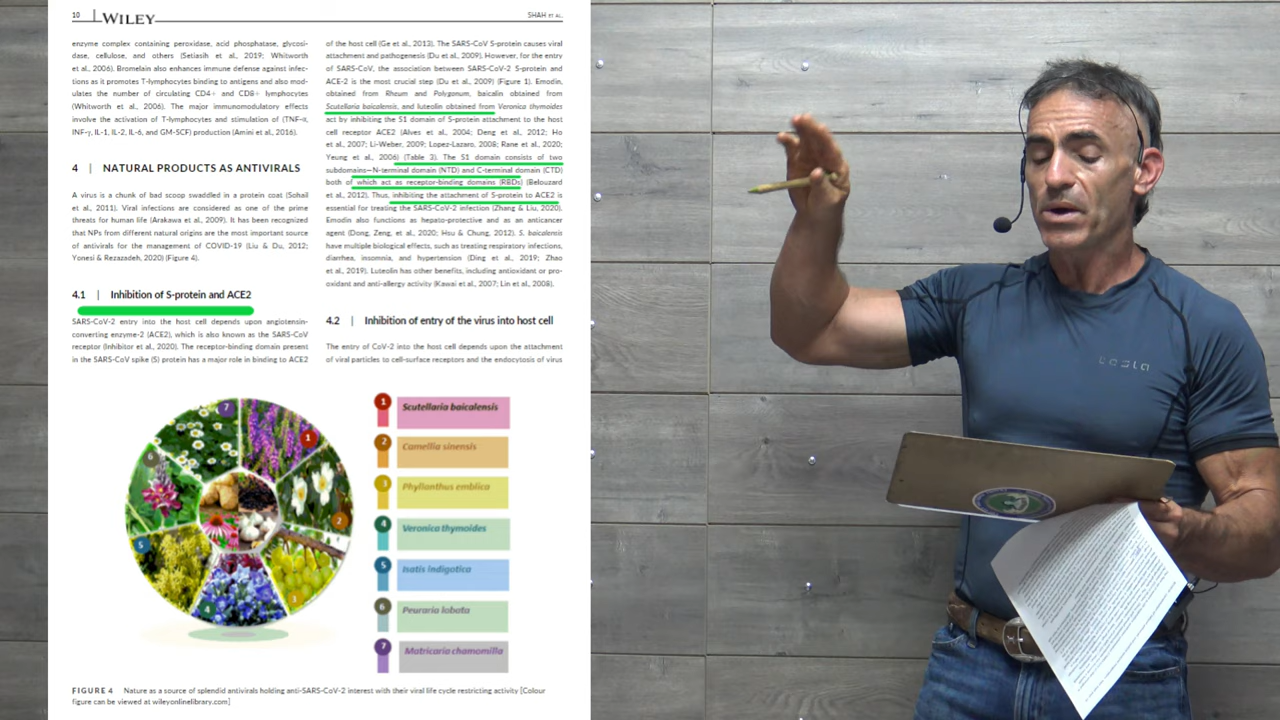 10
WILEY
SHAH ET AL.
enzyme complex containing peroxidase, acid phosphatase, glycosi-
dase, cellulose, and others (Setiasih et al., 2019; Whitworth
et al., 2006). Bromelain also enhances immune defense against infec-
tions as it promotes T-lymphocytes binding to antigens and also mod-
ulates the number of circulating CD4+ and CD8+ lymphocytes
(Whitworth et al., 2006). The major immunomodulatory effects
involve the activation of T-lymphocytes and stimulation of (TNF-α,
INF-γ, IL-1, IL-2, IL-6, and GM-SCF) production (Amini et al., 2016).
4 | NATURAL PRODUCTS AS ANTIVIRALS
A virus is a chunk of bad scoop swaddled in a protein coat (Sohail
et al., 2011). Viral infections are considered as one of the prime
threats for human life (Arakawa et al., 2009). It has been recognized
that NPs from different natural origins are the most important source
of antivirals for the management of COVID-19 (Liu & Du, 2012;
Yonesi & Rezazadeh, 2020) (Figure 4).
4.1 | Inhibition of S-protein and ACE2
SARS-CoV-2 entry into the host cell depends upon angiotensin-
converting enzyme-2 (ACE2), which is also known as the SARS-CoV
receptor (Inhibitor et al., 2020). The receptor-binding domain present
in the SARS-CoV spike (S) protein has a major role in binding to ACE2
of the host cell (Ge et al., 2013). The SARS-CoV S-protein causes viral
attachment and pathogenesis (Du et al., 2009). However, for the entry
of SARS-CoV, the association between SARS-CoV-2 S-protein and
ACE-2 is the most crucial step (Du et al., 2009) (Figure 1). Emodin,
obtained from Rheum and Polygonum, baicalin obtained from
Scutellaria baicalensis, and luteolin obtained from Veronica thymoides
act by inhibiting the S1 domain of S-protein attachment to the host
cell receptor ACE2 (Alves et al., 2004; Deng et al., 2012; Ho
et al., 2007; Li-Weber, 2009; Lopez-Lazaro, 2008; Rane et al., 2020;
Yeung et al., 2006) (Table 3). The S1 domain consists of two
subdomains—N-terminal domain (NTD) and C-terminal domain (CTD)
both of which act as receptor-binding domains (RBDs) (Belouzard
et al., 2012). Thus, inhibiting the attachment of S-protein to ACE2 is
essential for treating the SARS-CoV-2 infection (Zhang & Liu, 2020).
Emodin also functions as hepato-protective and as an anticancer
agent (Dong, Zeng, et al., 2020; Hsu & Chung, 2012). S. baicalensis
have multiple biological effects, such as treating respiratory infections,
diarrhea, insomnia, and hypertension (Ding et al., 2019; Zhao
et al., 2019). Luteolin has other benefits, including antioxidant or pro-
oxidant and anti-allergy activity (Kawai et al., 2007; Lin et al., 2008).
4.2 | Inhibition of entry of the virus into host cell
The entry of CoV-2 into the host cell depends upon the attachment
of viral particles to cell-surface receptors and the endocytosis of virus
1 Scutellaria baicalensis
2 Camellia sinensis
3 Phyllanthus emblica
4 Veronica thymoides
5 Isatis indigotica
6 Peuraria lobata
7 Matricaria chamomilla
7
1
6
2
5
3
4
FIGURE 4 Nature as a source of splendid antivirals holding anti-SARS-CoV-2 interest with their viral life cycle restricting activity [Colour
figure can be viewed at wileyonlinelibrary.com]